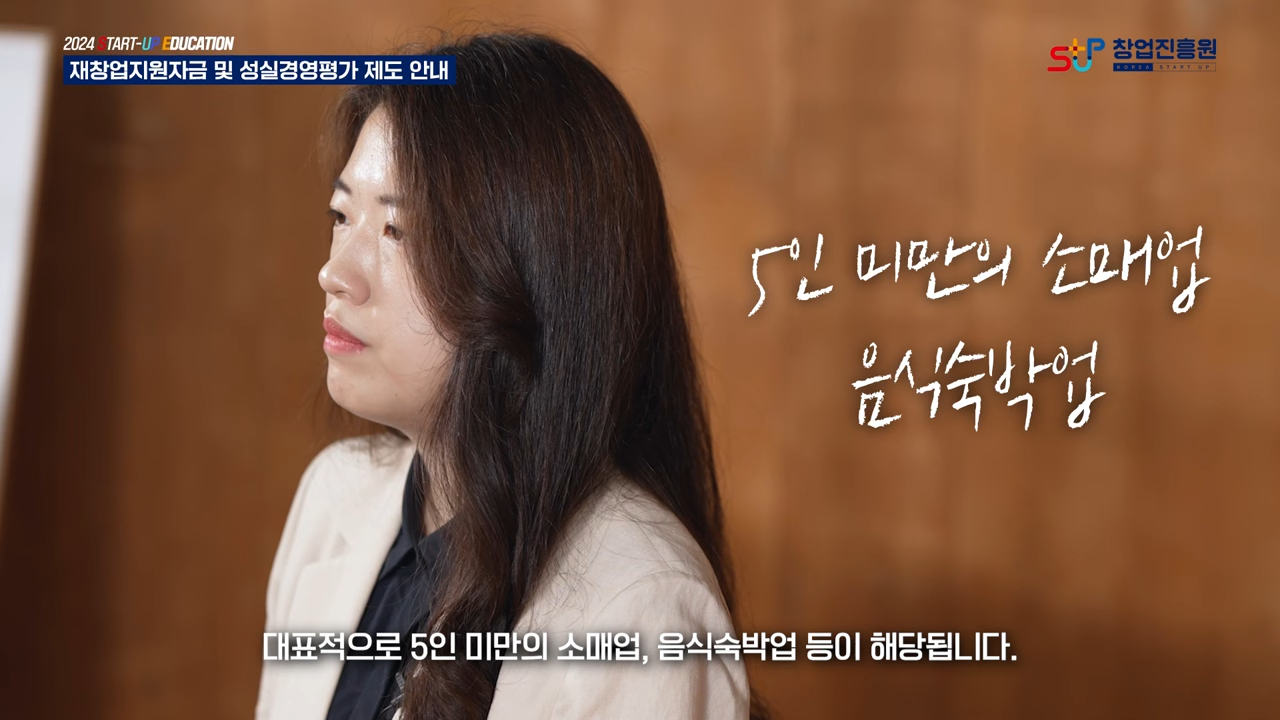 2024 START-UP EDUCATION
재창업지원자금 및 성실경영평가 제도 안내
StUP 창업진흥원
KOREA START UP
5인 미만의 소매업
음식숙박업
대표적으로 5인 미만의 소매업, 음식숙박업 등이 해당됩니다.